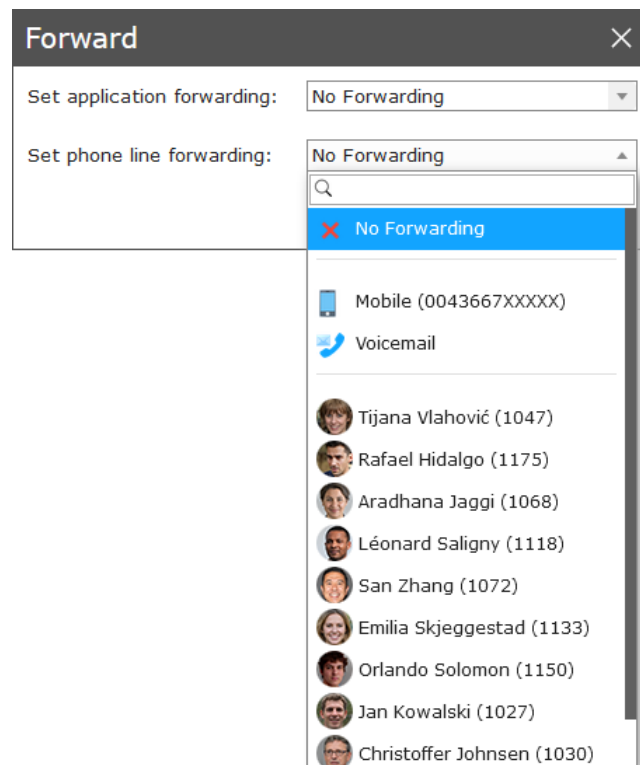 Forward
Set application forwarding: No Forwarding
Set phone line forwarding: No Forwarding
No Forwarding
Mobile (0043667XXXXX)
Voicemail
Tijana Vlahović (1047)
Rafael Hidalgo (1175)
Aradhana Jaggi (1068)
Léonard Saligny (1118)
San Zhang (1072)
Emilia Skjeggestad (1133)
Orlando Solomon (1150)
Jan Kowalski (1027)
Christoffer Johnsen (1030)